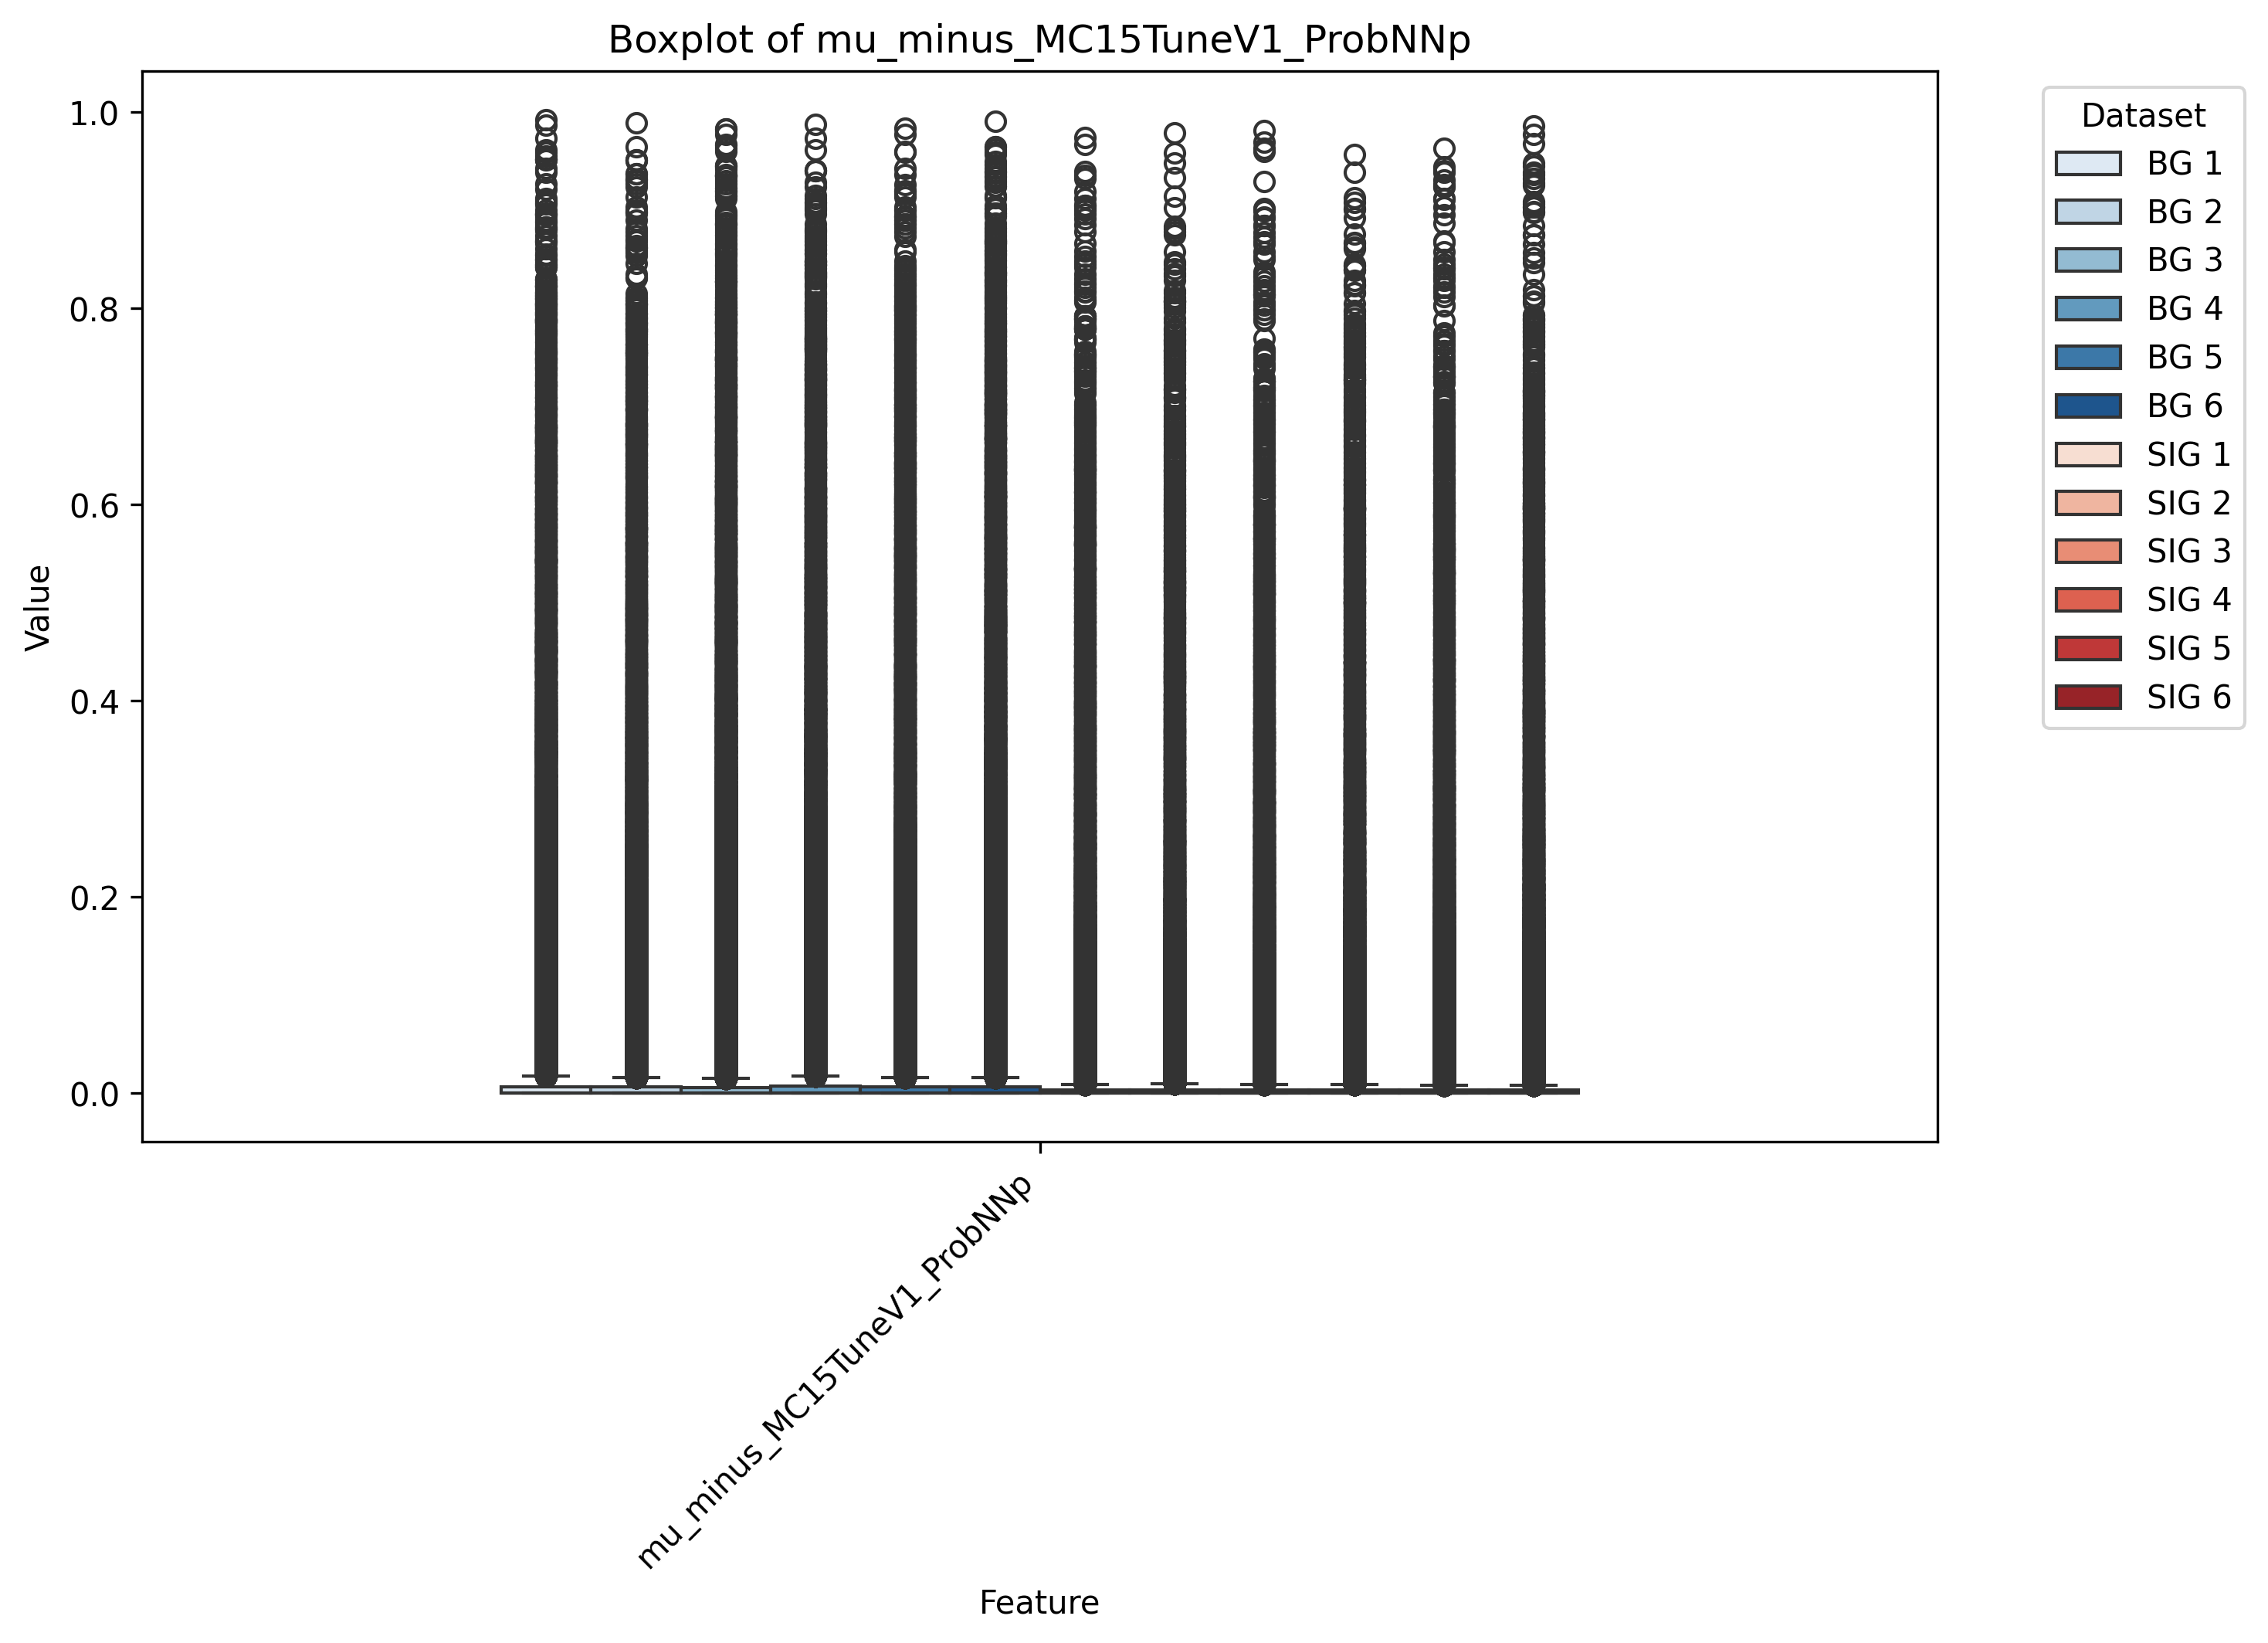 Boxplot of mu_minus_MC15TuneV1_ProbNNp
Value
1.0
0.8
0.6
0.4
0.2
0.0
mu_minus_MC15TuneV1_ProbNNp
Feature
Dataset
BG 1
BG 2
BG 3
BG 4
BG 5
BG 6
SIG 1
SIG 2
SIG 3
SIG 4
SIG 5
SIG 6